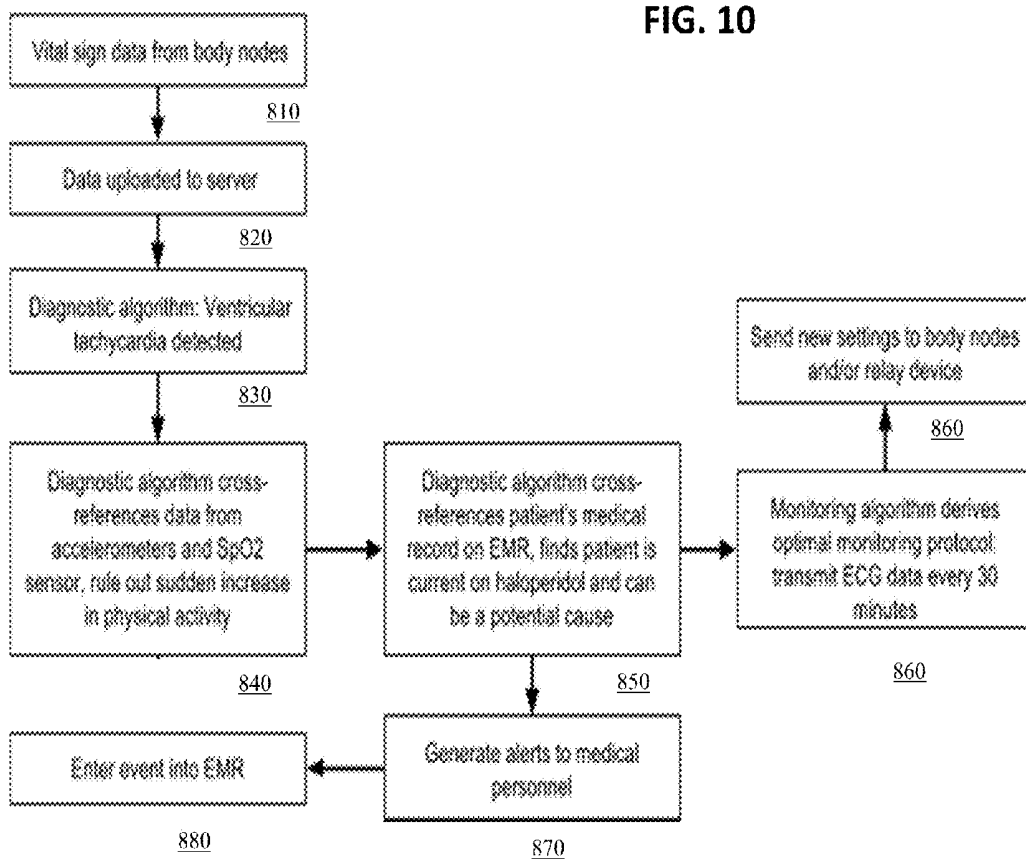 FIG. 10
Vital sign data from body nodes
810
Data uploaded to server
820
Diagnostic algorithm: Ventricular
tachycardia detected
830
Diagnostic algorithm cross-
references data from
accelerometers and SpO2
sensor, rule out sudden increase
in physical activity
840
Diagnostic algorithm cross-
references patient's medical
record on EMR, finds patient is
current on haloperidol and can
be a potential cause
850
Monitoring algorithm derives
optimal monitoring protocol:
transmit ECG data every 30
minutes
860
Send new settings to body nodes
and/or relay device
860
Generate alerts to medical
personnel
870
Enter event into EMR
880